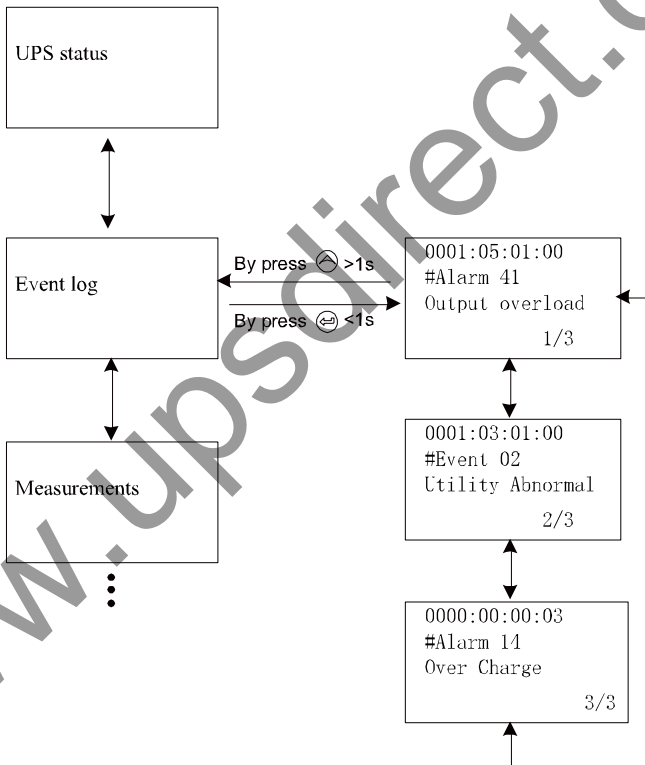 www.upsdirect.c
UPS status
Event log
By press >1s
By press <1s
0001:05:01:00
#Alarm 41
Output overload
1/3
Measurements
0001:03:01:00
#Event 02
Utility Abnormal
2/3
0000:00:00:03
#Alarm 14
Over Charge
3/3